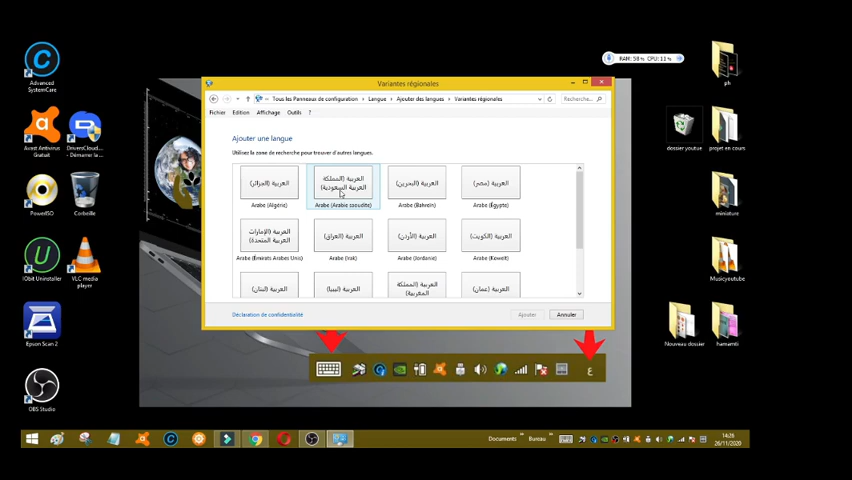 RAM: 58% CPU: 11%
Advanced
SystemCare
Avast Antivirus
Gratuit
DriversCloud...
- Démarrer la ...
PowerISO
Corbeille
IObit Uninstaller
VLC media
player
Epson Scan 2
OBS Studio
Variantes régionales
Tous les Panneaux de configuration
Langue
Ajouter des langues
Variantes régionales
Recherche...
Fichier
Edition
Affichage
Outils
?
Ajouter une langue
Utilisez la zone de recherche pour trouver d'autres langues.
العربية (الجزائر)
Arabe (Algérie)
العربية (المملكة
العربية السعودية)
Arabe (Arabie saoudite)
العربية (البحرين)
Arabe (Bahreïn)
العربية (مصر)
Arabe (Égypte)
العربية (الإمارات
العربية المتحدة)
Arabe (Émirats Arabes Unis)
العربية (العراق)
Arabe (Irak)
العربية (الأردن)
Arabe (Jordanie)
العربية (الكويت)
Arabe (Koweït)
العربية (لبنان)
العربية (ليبيا)
العربية (المملكة
المغربية)
العربية (عمان)
Déclaration de confidentialité
Ajouter
Annuler
ع
ph
dossier youtue
projet en cours
miniature
Musicyoutube
Nouveau dossier
hamamti
Documents
Bureau
14:28
26/11/2020